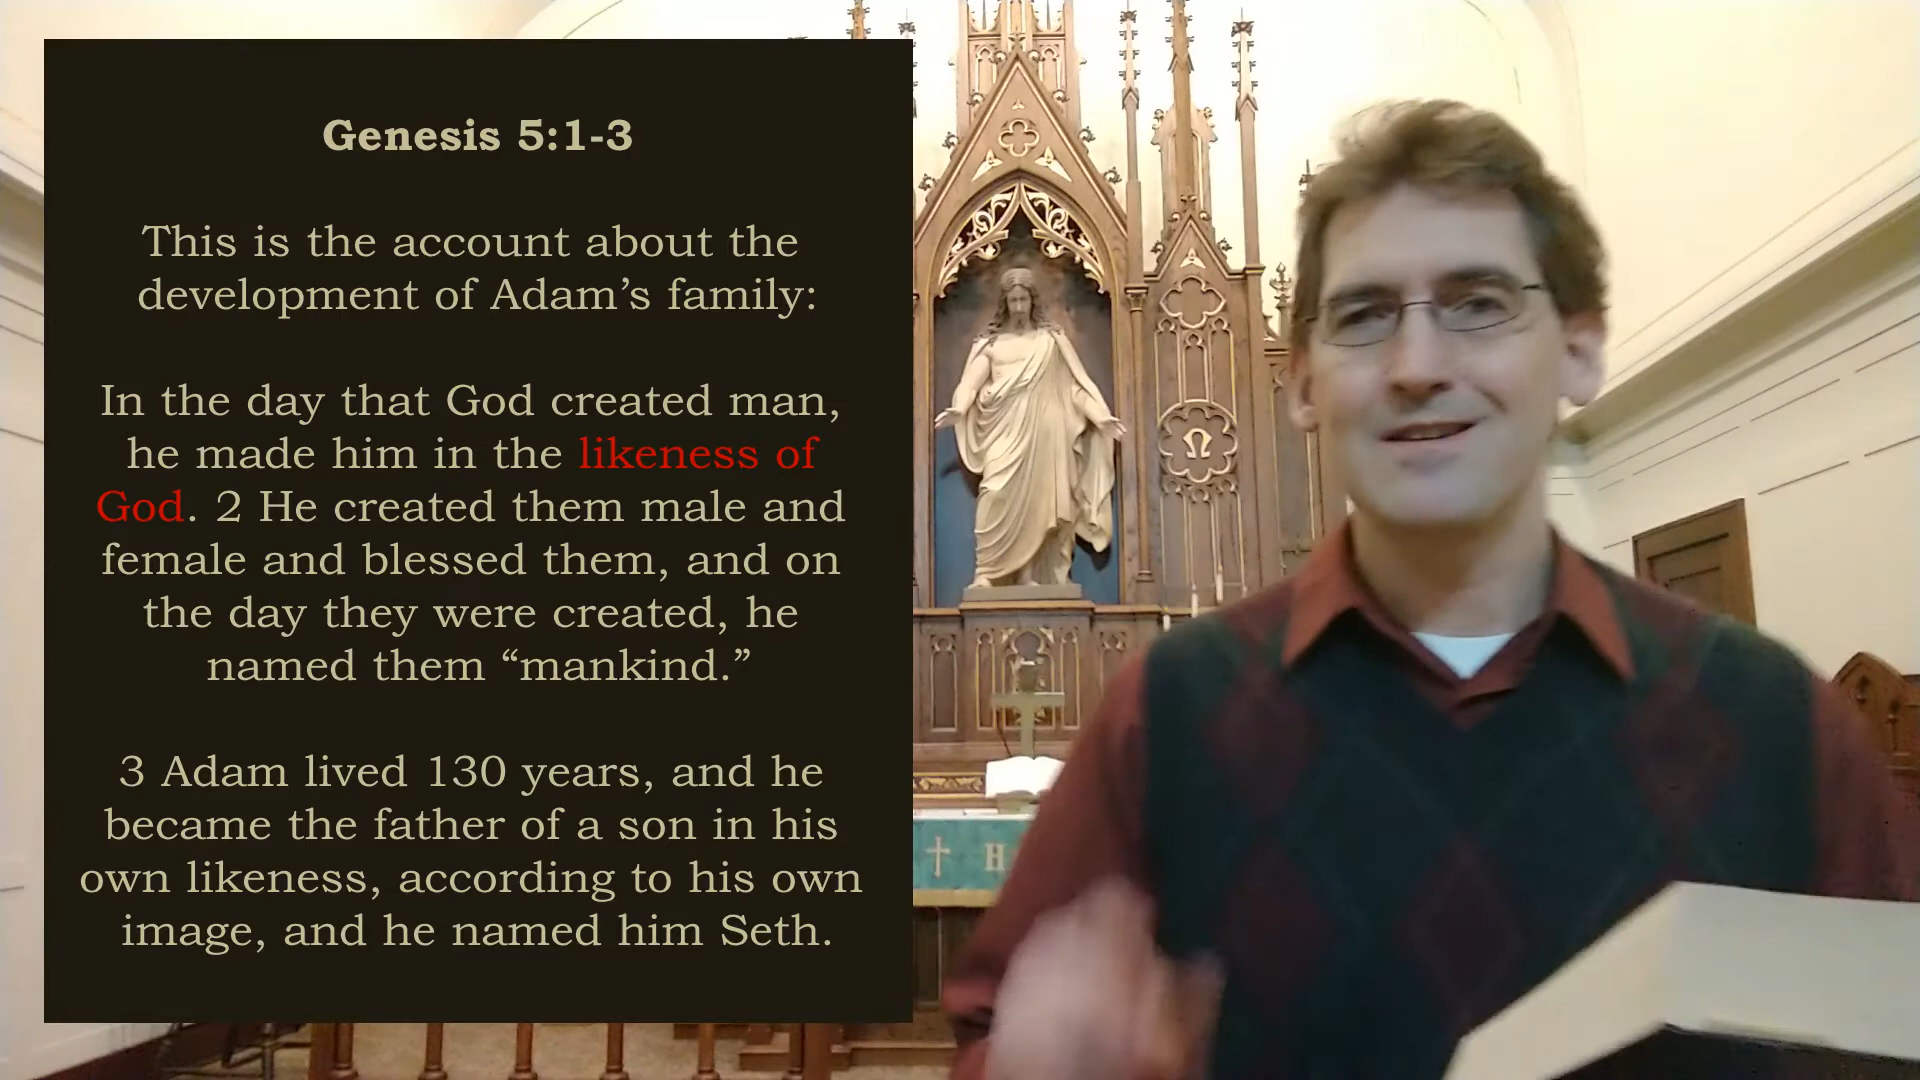 Genesis 5:1-3
This is the account about the
development of Adam’s family:
In the day that God created man,
he made him in the likeness of
God. 2 He created them male and
female and blessed them, and on
the day they were created, he
named them “mankind.”
3 Adam lived 130 years, and he
became the father of a son in his
own likeness, according to his own
image, and he named him Seth.
Ω
H